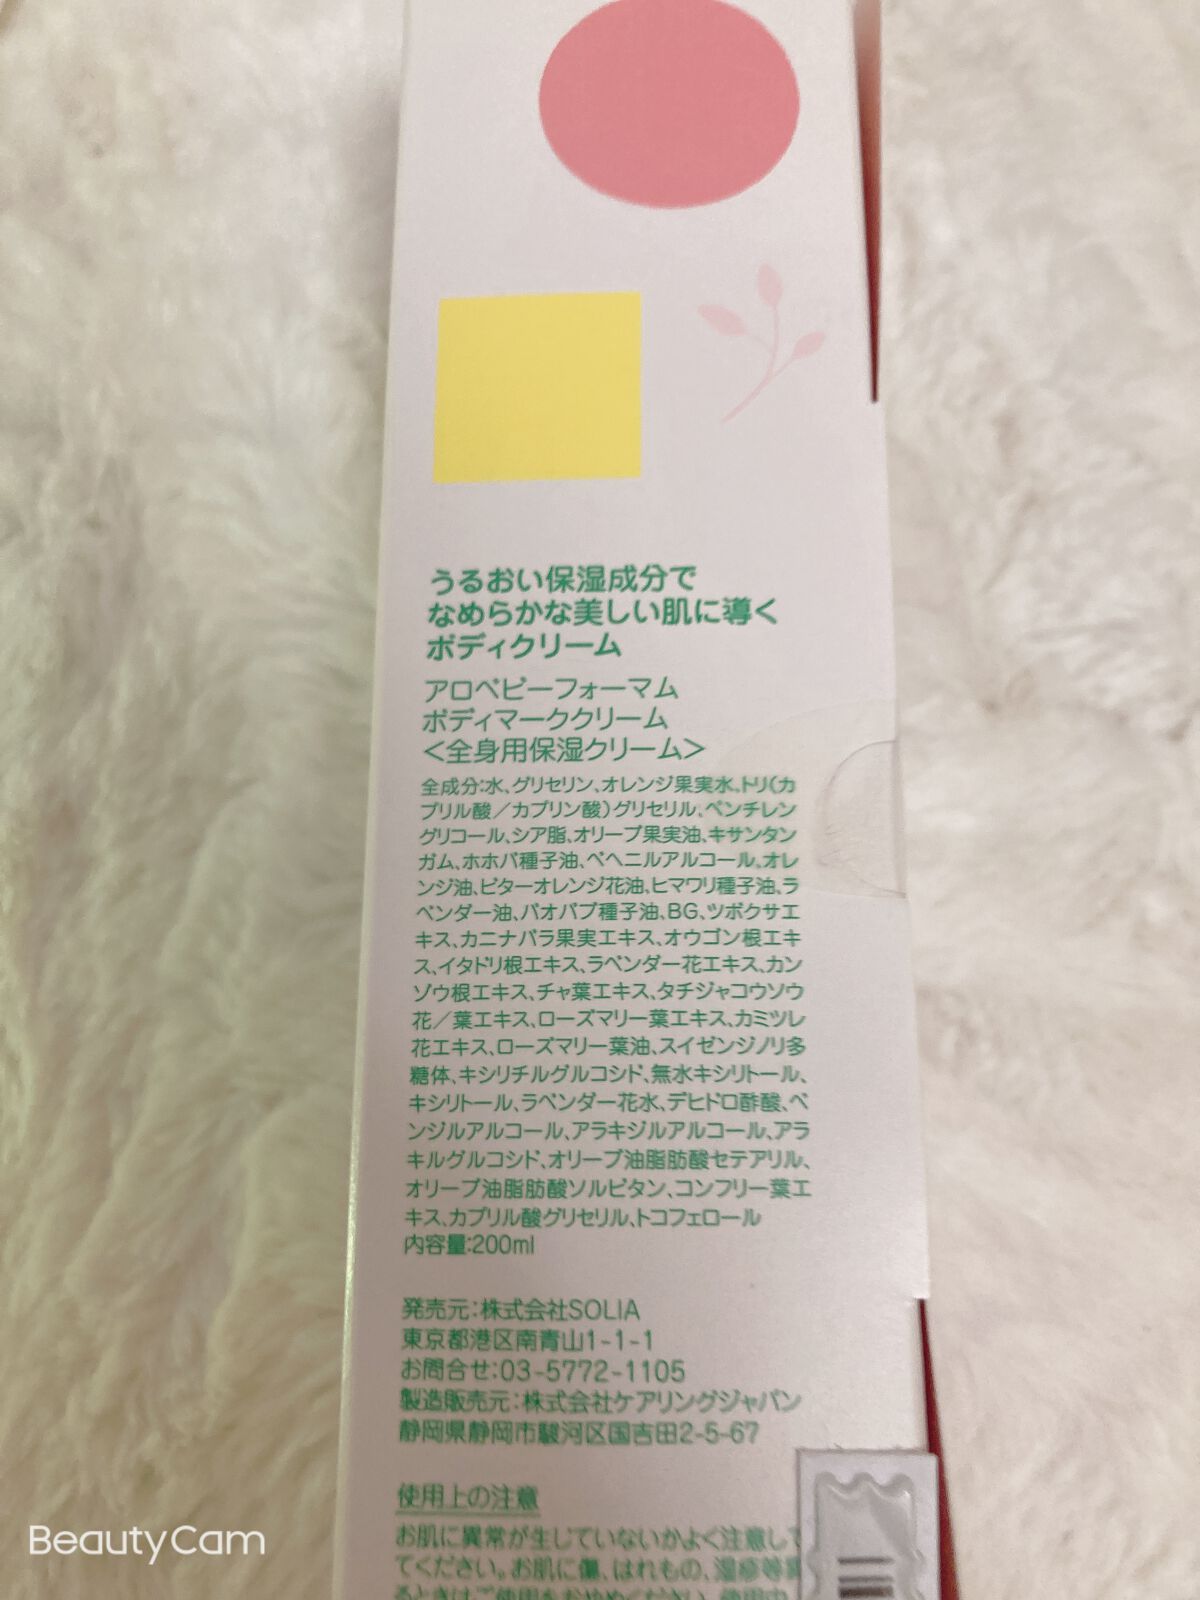 うるおい保湿成分で
なめらかな美しい肌に導く
ボディクリーム
アロベビーフォーマム
ボディマーククリーム
＜全身用保湿クリーム＞
全成分:水、グリセリン、オレンジ果実水、トリ(カ
プリル酸／カプリン酸)グリセリル、ペンチレン
グリコール、シア脂、オリーブ果実油、キサンタン
ガム、ホホバ種子油、ベヘニルアルコール、オレ
ンジ油、ビターオレンジ花油、ヒマワリ種子油、ラ
ベンダー油、バオバブ種子油、BG、ツボクサエ
キス、カニナバラ果実エキス、オウゴン根エキ
ス、イタドリ根エキス、ラベンダー花エキス、カン
ゾウ根エキス、チャ葉エキス、タチジャコウソウ
花／葉エキス、ローズマリー葉エキス、カミツレ
花エキス、ローズマリー葉油、スイゼンジノリ多
糖体、キシリチルグルコシド、無水キシリトール、
キシリトール、ラベンダー花水、デヒドロ酢酸、ベ
ンジルアルコール、アラキジルアルコール、アラ
キルグルコシド、オリーブ油脂肪酸セテアリル、
オリーブ油脂肪酸ソルビタン、コンフリー葉エ
キス、カプリル酸グリセリル、トコフェロール
内容量:200ml
発売元:株式会社SOLIA
東京都港区南青山1-1-1
お問合せ:03-5772-1105
製造販売元:株式会社ケアリングジャパン
静岡県静岡市駿河区国吉田2-5-67
使用上の注意
お肌に異常が生じていないかよく注意して
てください。お肌に傷、はれもの、湿疹等
るときはご使用をおやめください。使用中
BeautyCam